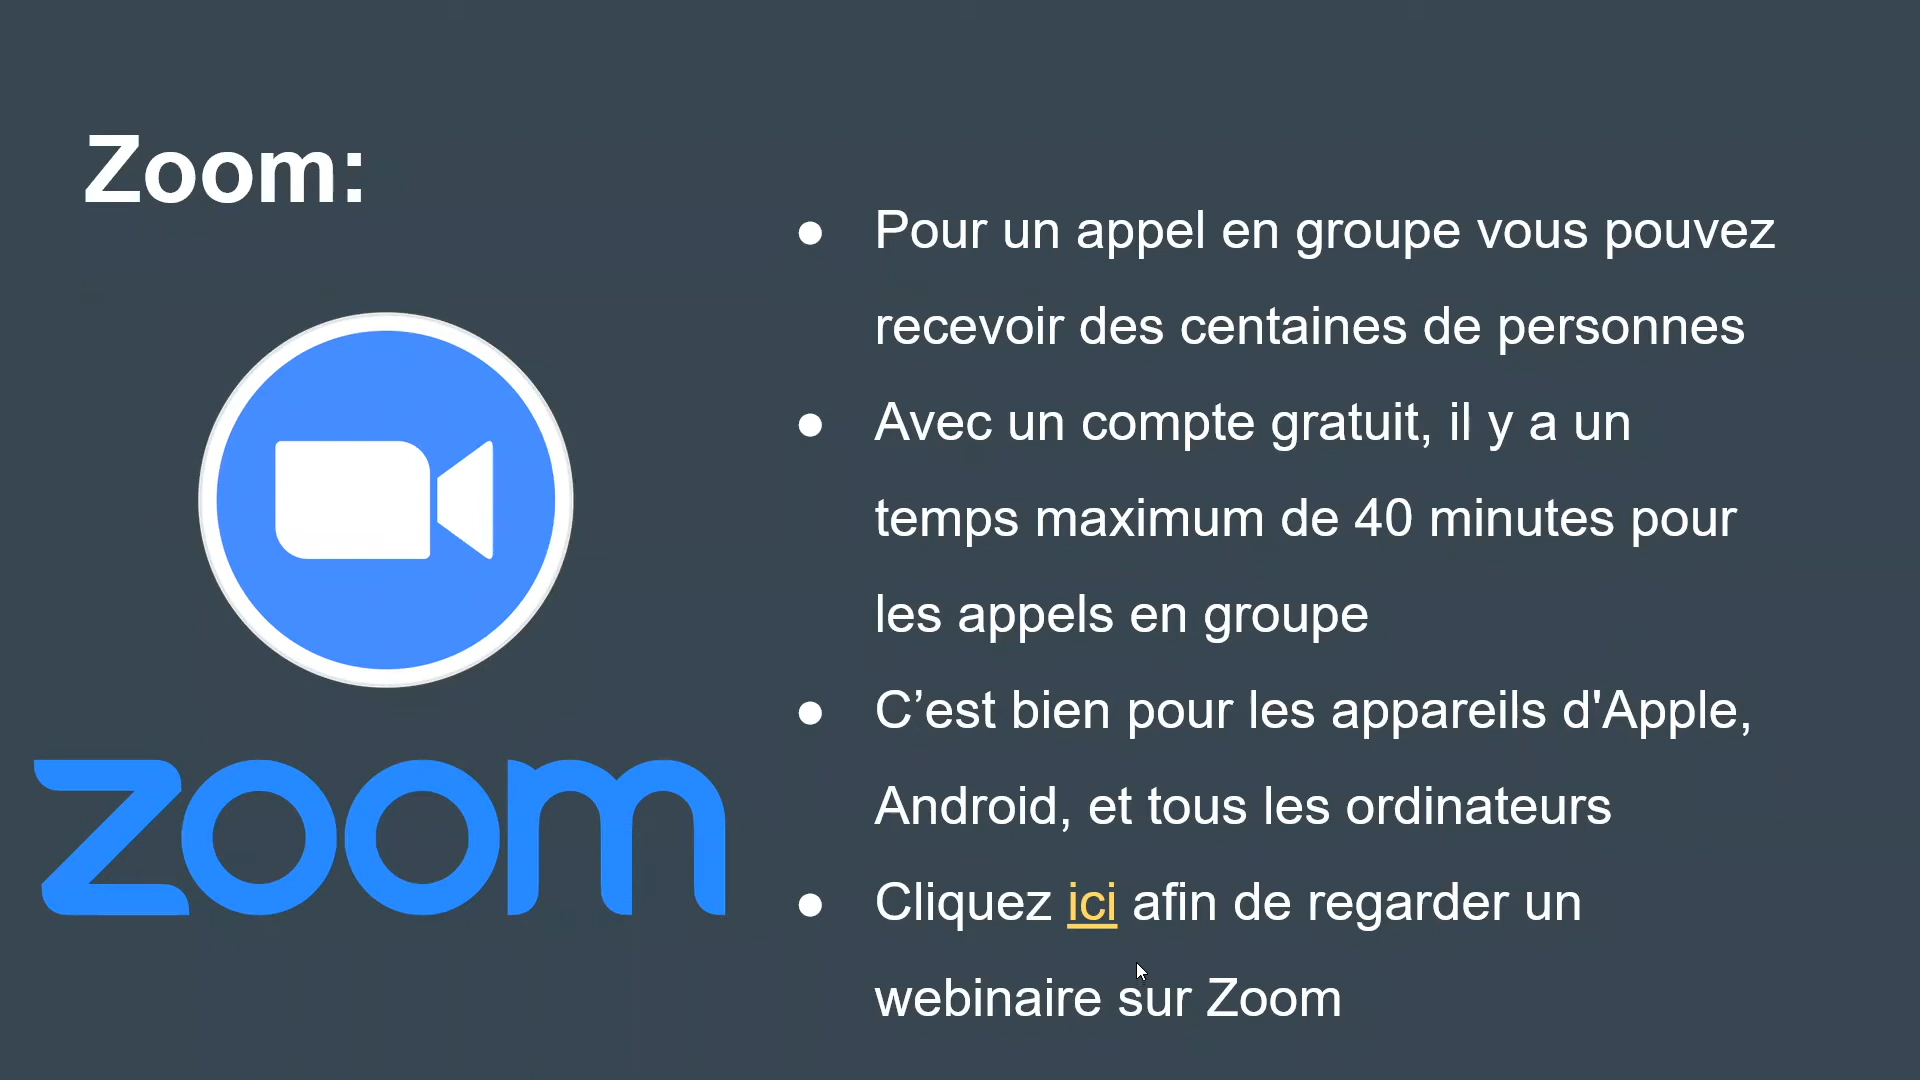 Zoom:
zoom
● Pour un appel en groupe vous pouvez
recevoir des centaines de personnes
● Avec un compte gratuit, il y a un
temps maximum de 40 minutes pour
les appels en groupe
● C’est bien pour les appareils d'Apple,
Android, et tous les ordinateurs
● Cliquez ici afin de regarder un
webinaire sur Zoom